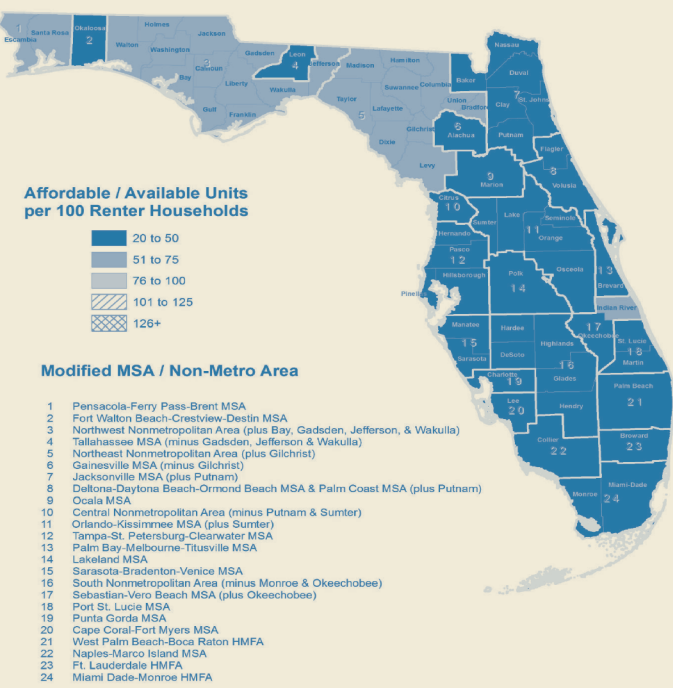 Escambia
1
Santa Rosa
Okaloosa
2
Walton
Holmes
Washington
Jackson
3
Calhoun
Bay
Gulf
Liberty
Franklin
Gadsden
Leon
4
Wakulla
Jefferson
Madison
Taylor
5
Hamilton
Suwannee
Columbia
Lafayette
Dixie
Gilchrist
Levy
Union
Bradford
Baker
Nassau
Duval
7
Clay
St. Johns
Putnam
6
Alachua
Flagler
8
Volusia
9
Marion
Citrus
10
Sumter
Hernando
Pasco
12
Hillsborough
Lake
Seminole
11
Orange
Osceola
13
Brevard
Polk
14
Indian River
17
Okeechobee
St. Lucie
18
Martin
Manatee
15
Sarasota
Hardee
DeSoto
Highlands
16
Glades
Charlotte
19
Lee
20
Hendry
Palm Beach
21
Broward
23
Collier
22
Monroe
Miami-Dade
24
Affordable / Available Units
per 100 Renter Households
20 to 50
51 to 75
76 to 100
101 to 125
126+
Modified MSA / Non-Metro Area
1 Pensacola-Ferry Pass-Brent MSA
2 Fort Walton Beach-Crestview-Destin MSA
3 Northwest Nonmetropolitan Area (plus Bay, Gadsden, Jefferson, & Wakulla)
4 Tallahassee MSA (minus Gadsden, Jefferson & Wakulla)
5 Northeast Nonmetropolitan Area (plus Gilchrist)
6 Gainesville MSA (minus Gilchrist)
7 Jacksonville MSA (plus Putnam)
8 Deltona-Daytona Beach-Ormond Beach MSA & Palm Coast MSA (plus Putnam)
9 Ocala MSA
10 Central Nonmetropolitan Area (minus Putnam & Sumter)
11 Orlando-Kissimmee MSA (plus Sumter)
12 Tampa-St. Petersburg-Clearwater MSA
13 Palm Bay-Melbourne-Titusville MSA
14 Lakeland MSA
15 Sarasota-Bradenton-Venice MSA
16 South Nonmetropolitan Area (minus Monroe & Okeechobee)
17 Sebastian-Vero Beach MSA (plus Okeechobee)
18 Port St. Lucie MSA
19 Punta Gorda MSA
20 Cape Coral-Fort Myers MSA
21 West Palm Beach-Boca Raton HMFA
22 Naples-Marco Island MSA
23 Ft. Lauderdale HMFA
24 Miami Dade-Monroe HMFA